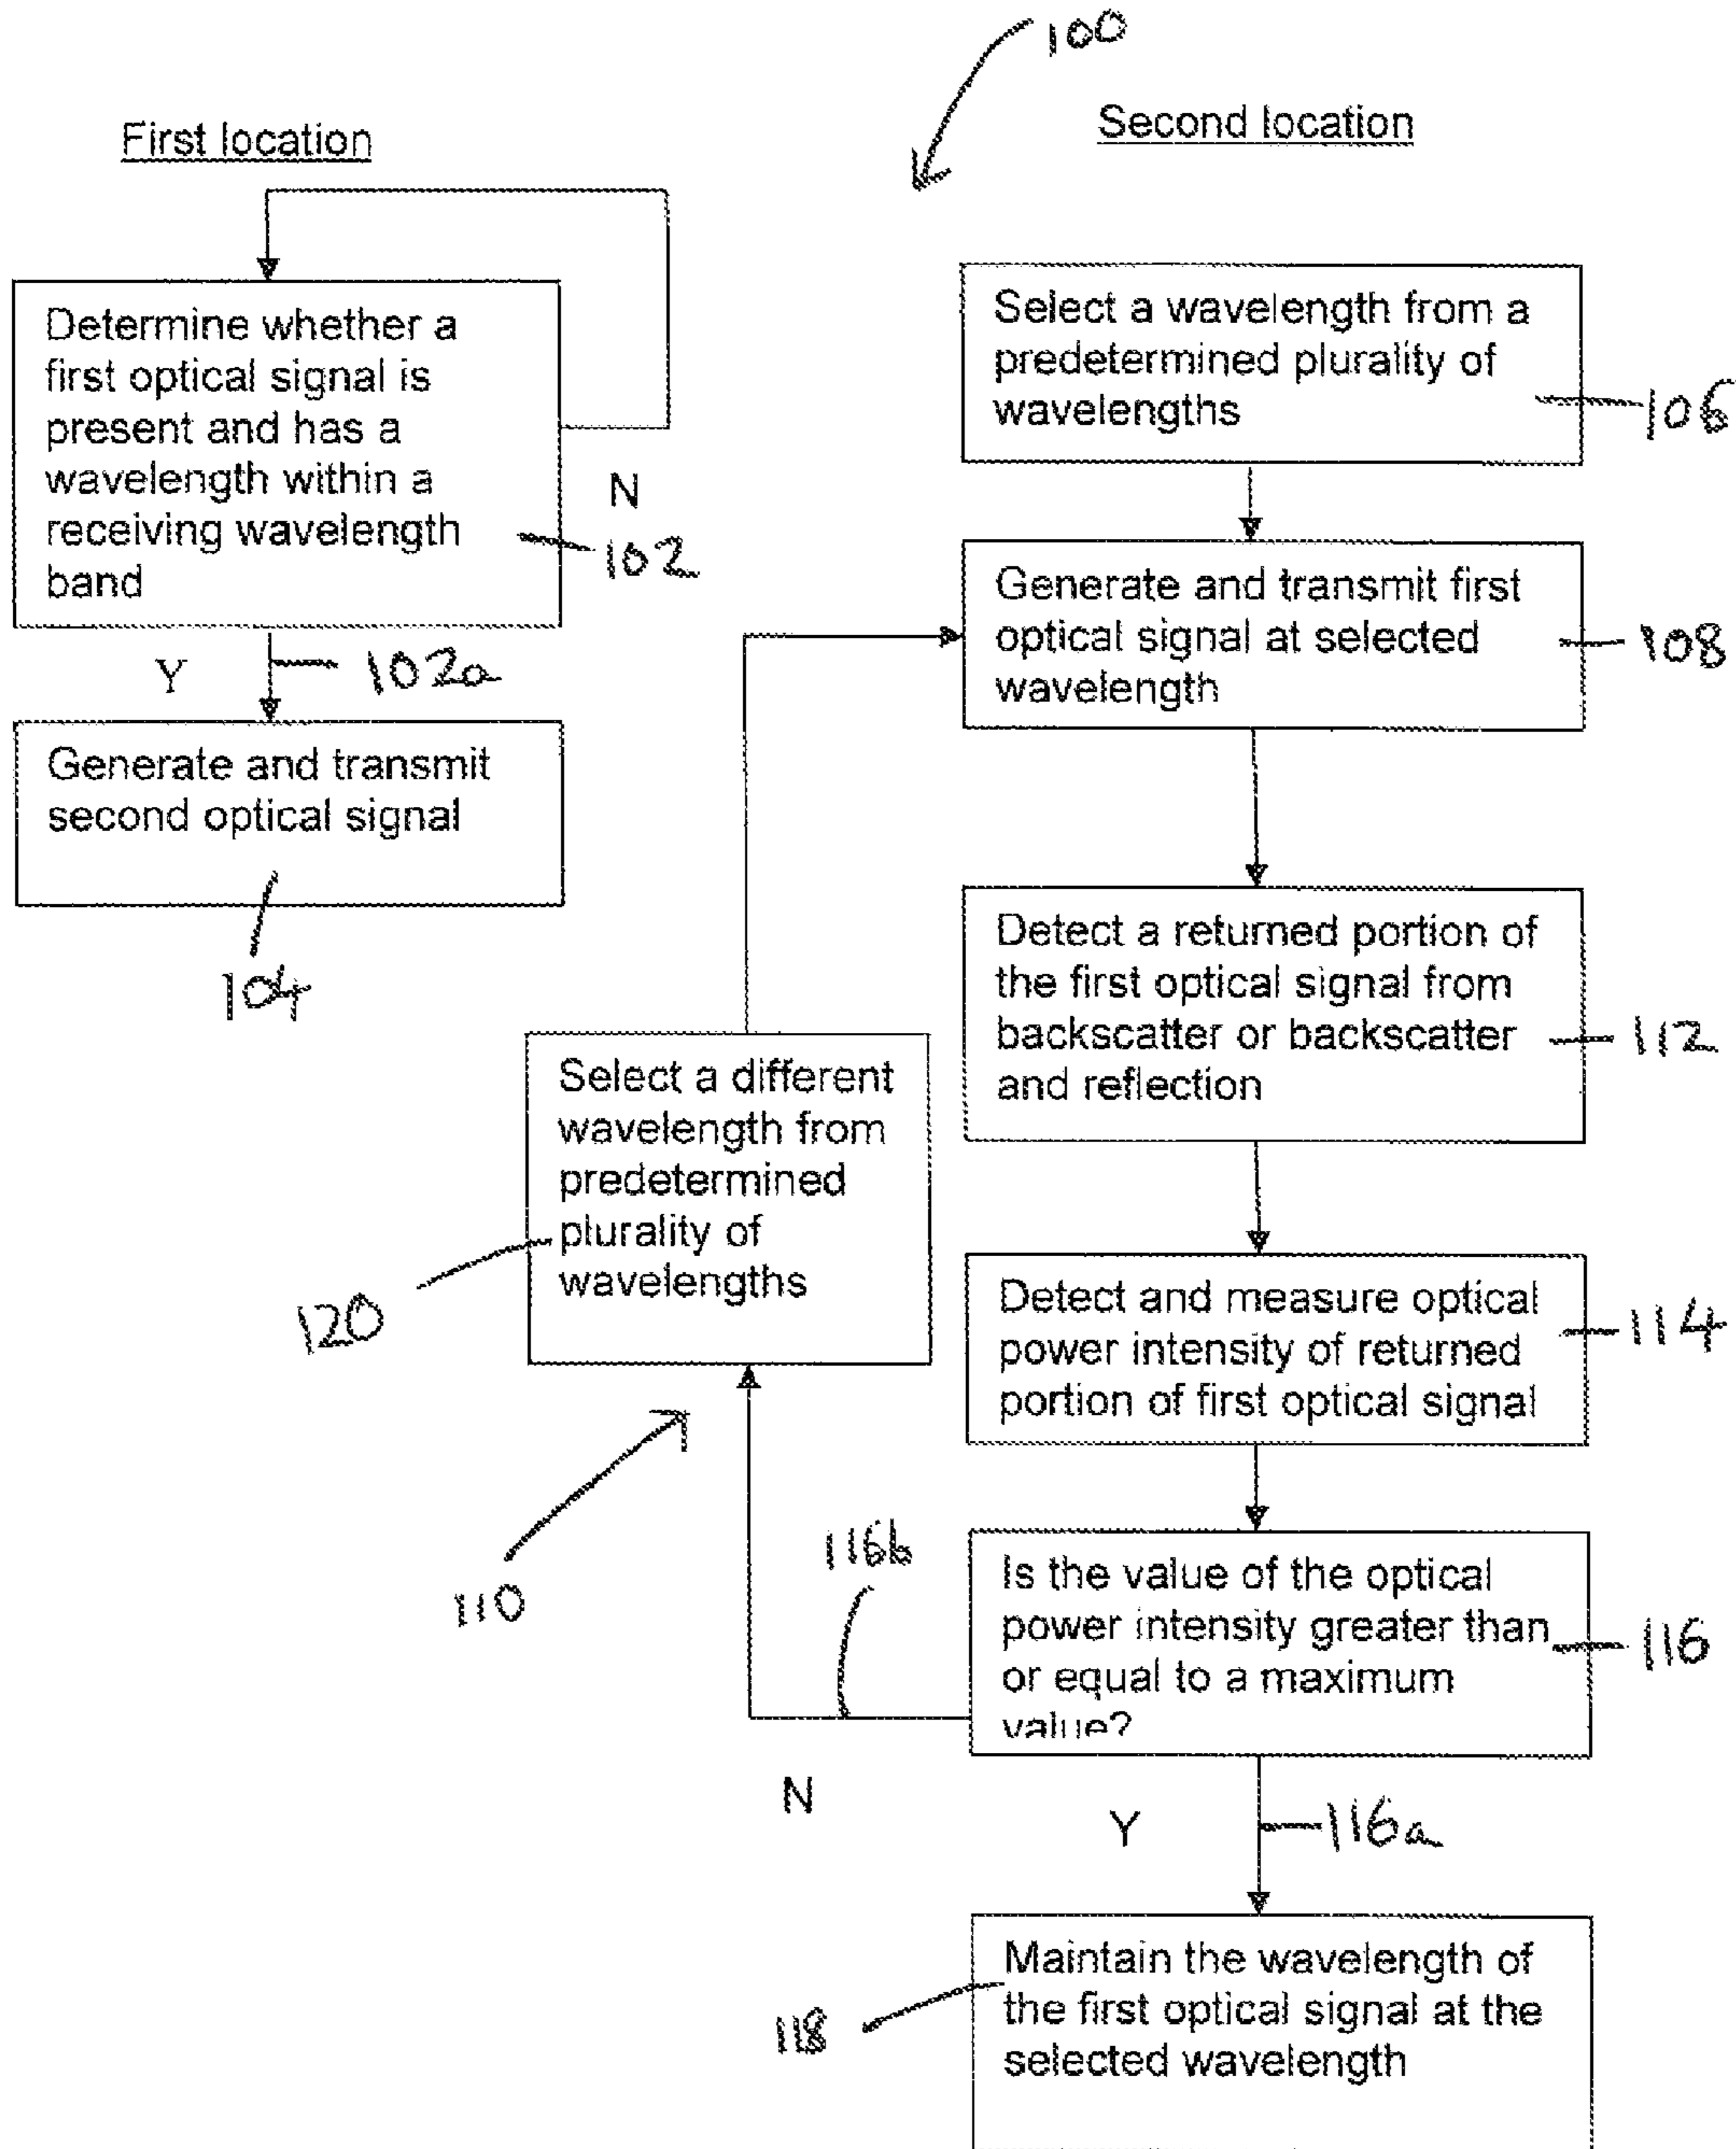 100
First location
Second location
Determine whether a
first optical signal is
present and has a
wavelength within a
receiving wavelength
band
N
102
Y
102a
Generate and transmit
second optical signal
104
Select a wavelength from a
predetermined plurality of
wavelengths
106
Generate and transmit first
optical signal at selected
wavelength
108
Detect a returned portion of
the first optical signal from
backscatter or backscatter
and reflection
112
Select a different
wavelength from
predetermined
plurality of
wavelengths
120
110
Detect and measure optical
power intensity of returned
portion of first optical signal
114
Is the value of the optical
power intensity greater than
or equal to a maximum
value?
116
116b
N
Y
116a
Maintain the wavelength of
the first optical signal at the
selected wavelength
118